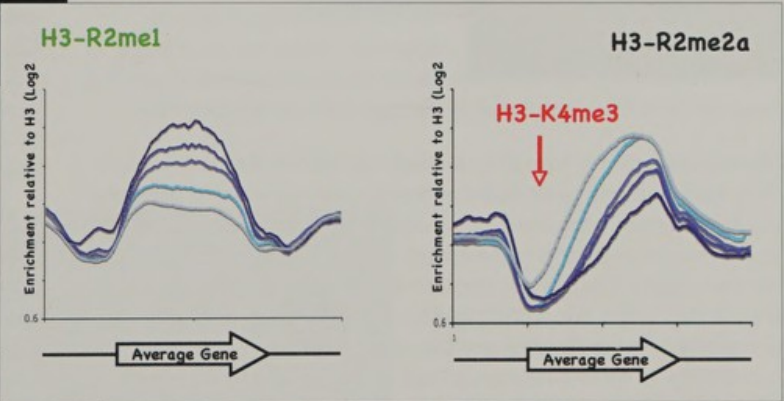 H3-R2me1
Enrichment relative to H3 (Log2
0.6
Average Gene
H3-R2me2a
Enrichment relative to H3 (Log2
H3-K4me3
0.6
1
Average Gene